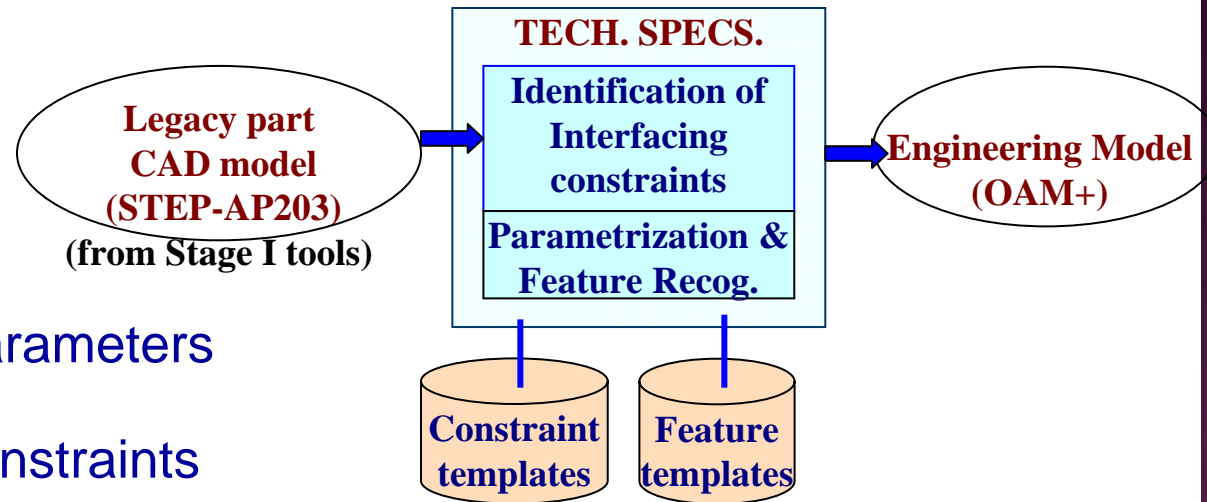 TECH. SPECS.
Legacy part
CAD model
(STEP-AP203)
(from Stage I tools)
Identification of
Interfacing
constraints
Parametrization &
Feature Recog.
Engineering Model
(OAM+)
arameters
nstraints
Constraint
templates
Feature
templates